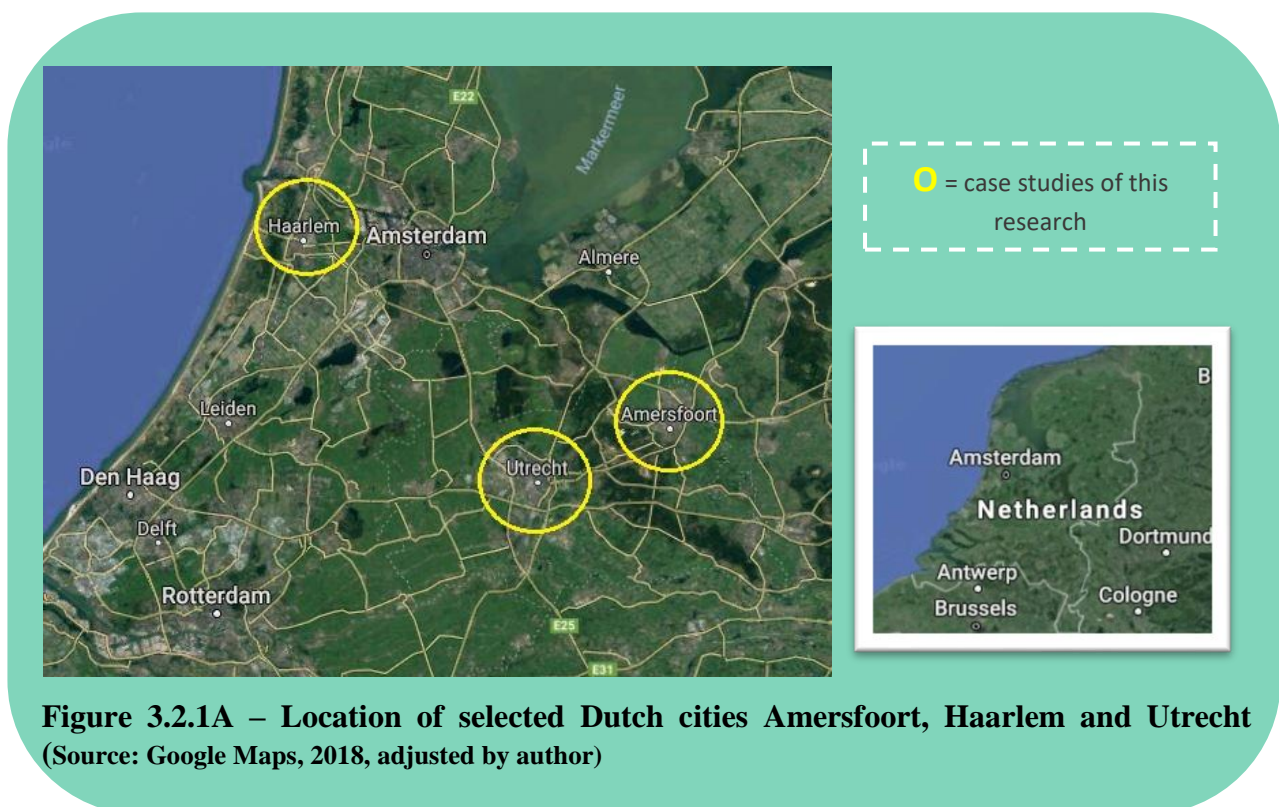 E22
Markermeer
Haarlem
Amsterdam
Almere
Leiden
Amersfoort
Utrecht
Den Haag
Delft
Rotterdam
E25
E31
O = case studies of this
research
B
Amsterdam
Netherlands
Dortmund
Antwerp
Brussels
Cologne
Figure 3.2.1A – Location of selected Dutch cities Amersfoort, Haarlem and Utrecht
(Source: Google Maps, 2018, adjusted by author)